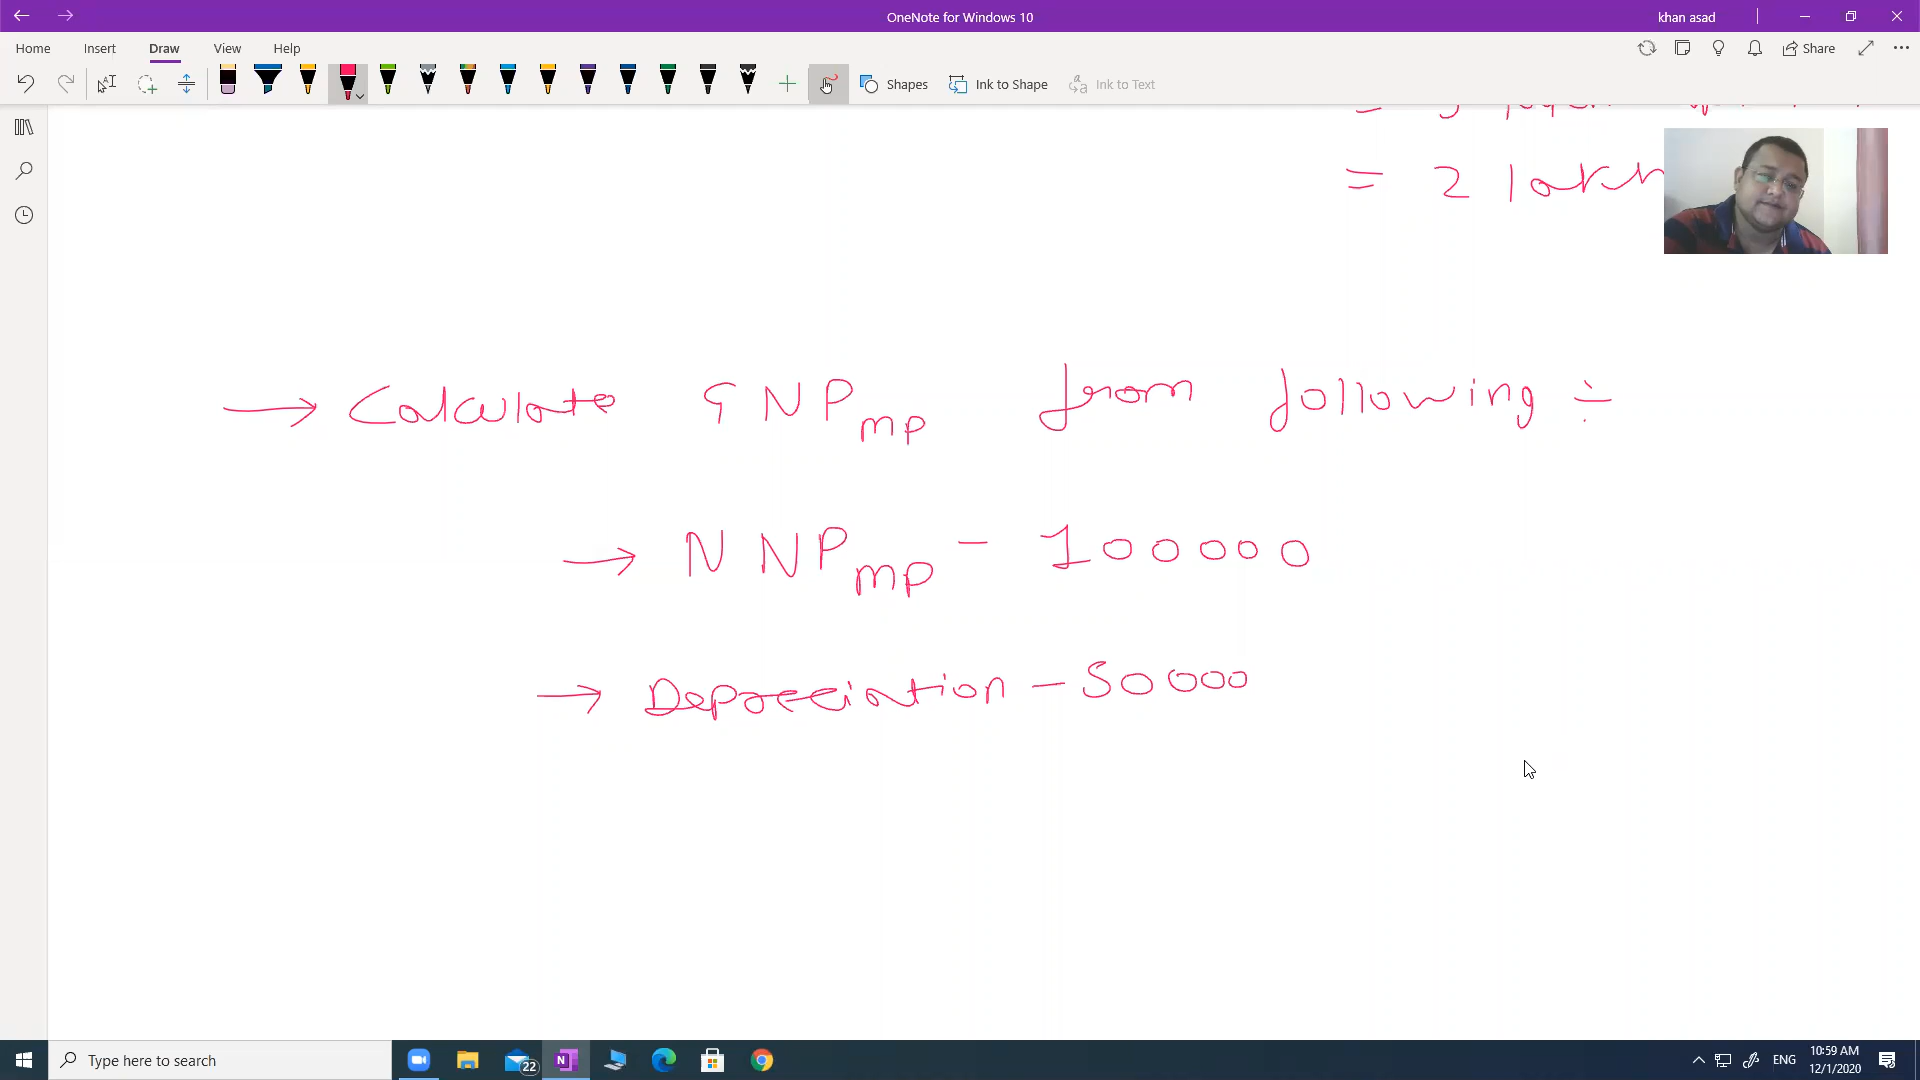 OneNote for Windows 10
khan asad
Home Insert Draw View Help
Share
Shapes Ink to Shape Ink to Text
= 2 lakh
→ Calculate GNPmp from following ÷
→ NNPmp - 100000
→ Depreciation - 50000
Type here to search
22
ENG
10:59 AM
12/1/2020